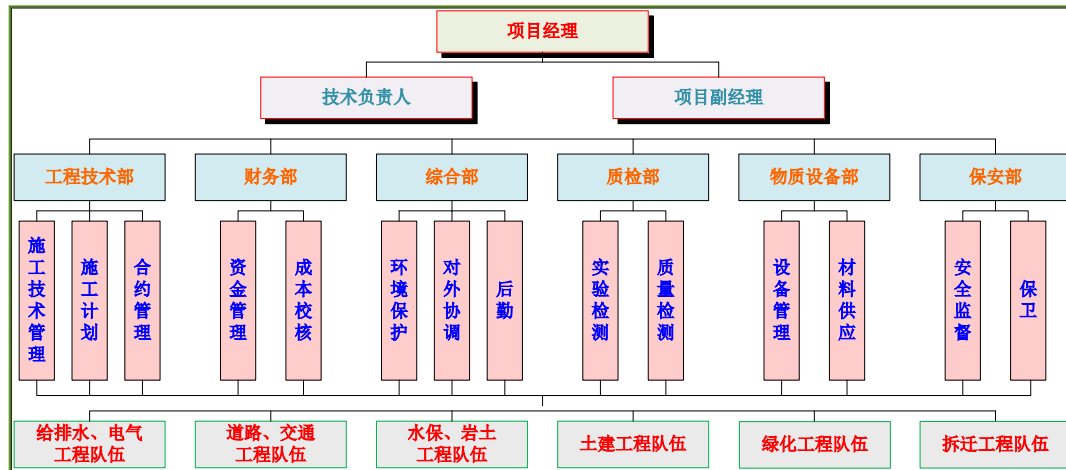 项目经理
技术负责人
项目副经理
工程技术部
财务部
综合部
质检部
物质设备部
保安部
施工技术管理
施工计划
合约管理
资金管理
成本校核
环境保护
对外协调
后勤
实验检测
质量检测
设备管理
材料供应
安全监督
保卫
给排水、电气
工程队伍
道路、交通
工程队伍
水保、岩土
工程队伍
土建工程队伍
绿化工程队伍
拆迁工程队伍